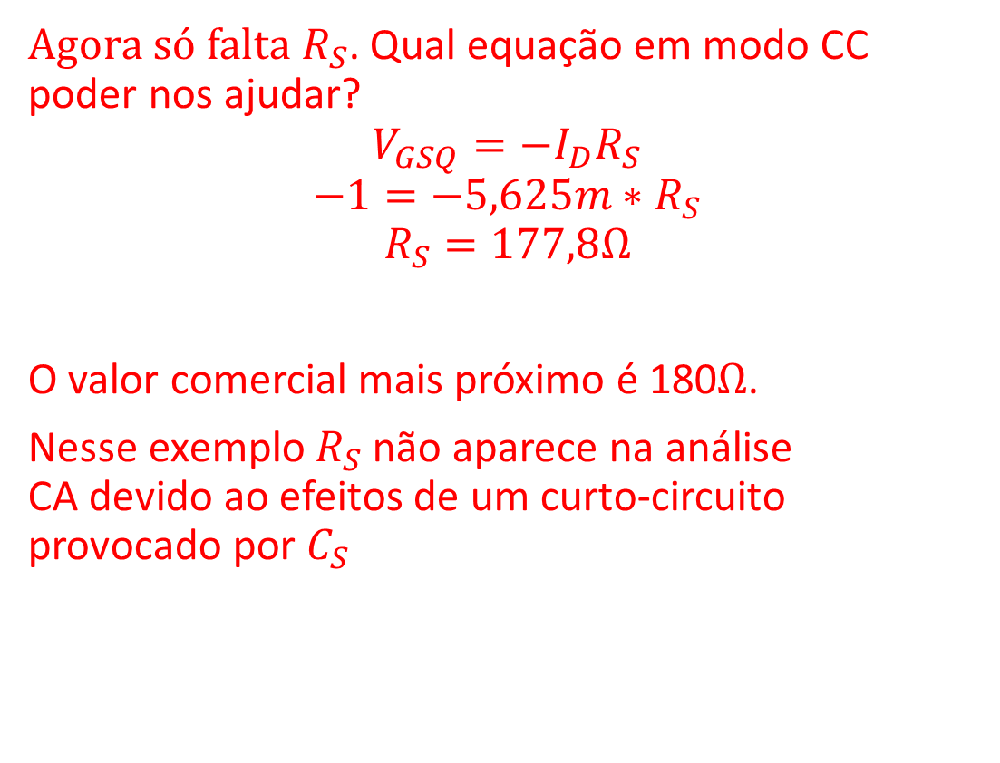 Agora só falta R_S. Qual equação em modo CC
poder nos ajudar?
V_{GSQ} = −I_D R_S
−1 = −5,625m ∗ R_S
R_S = 177,8Ω
O valor comercial mais próximo é 180Ω.
Nesse exemplo R_S não aparece na análise
CA devido ao efeitos de um curto-circuito
provocado por C_S